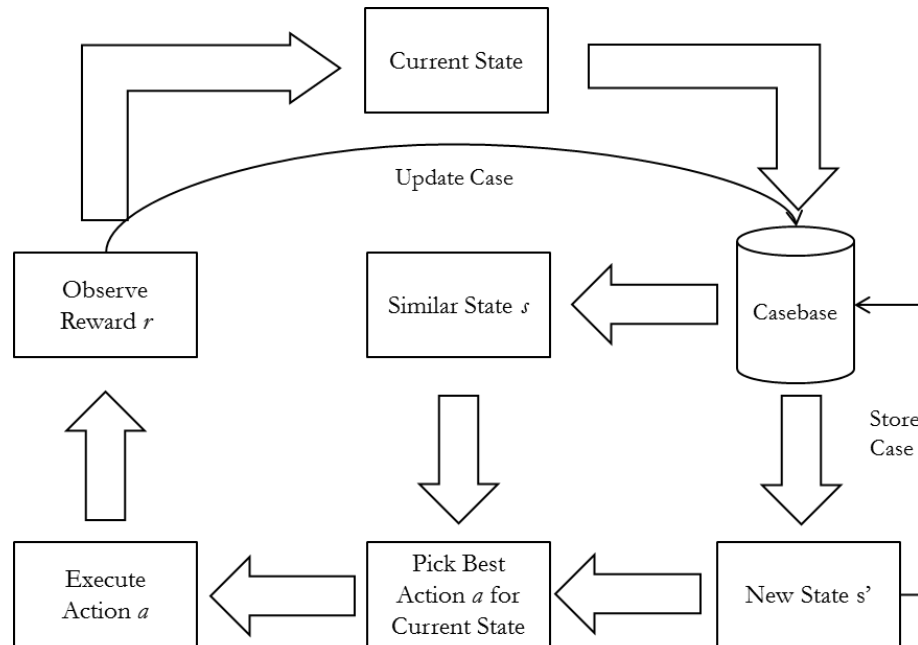 Current State
Update Case
Observe
Reward r
Similar State s
Casebase
Store
Case
Execute
Action a
Pick Best
Action a for
Current State
New State s’